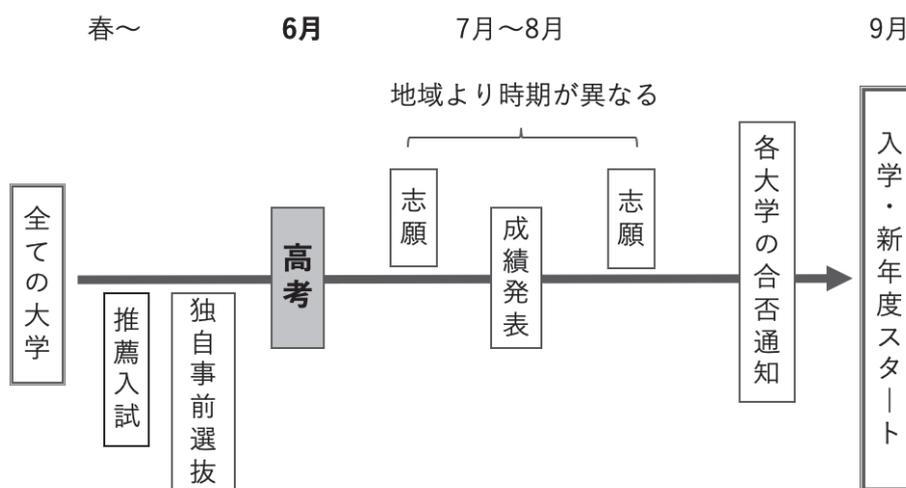 春～
6月
7月～8月
9月
地域より時期が異なる
全ての大学
推薦入試
独自事前選抜
高考
志願
成績発表
志願
各大学の合否通知
入学・新年度スタート